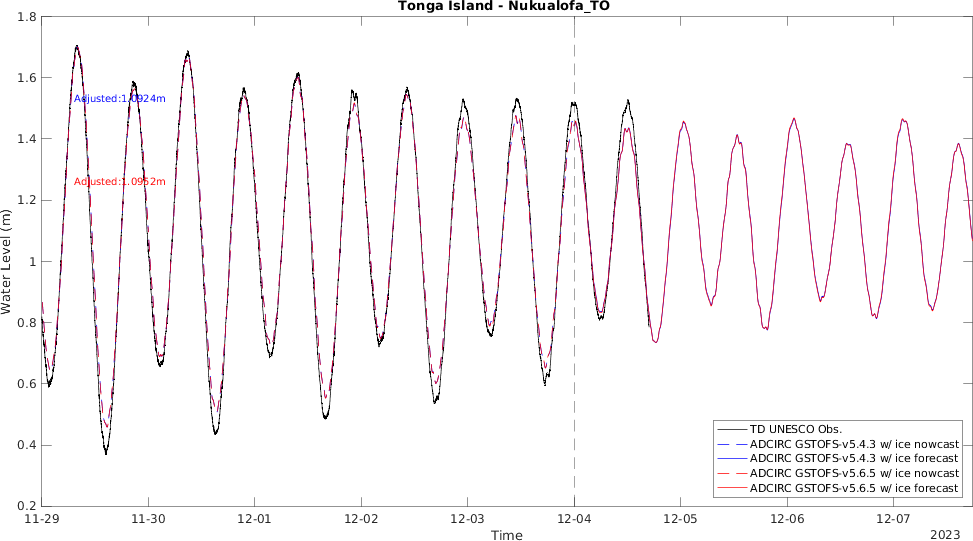 Tonga Island - Nukualofa_TO
1.8
1.6
1.4
1.2
1
0.8
0.6
0.4
0.2
Water Level (m)
Adjusted:1.0924m
Adjusted:1.0952m
TD UNESCO Obs.
ADCIRC GSTOFS-v5.4.3 w/ ice nowcast
ADCIRC GSTOFS-v5.4.3 w/ ice forecast
ADCIRC GSTOFS-v5.6.5 w/ ice nowcast
ADCIRC GSTOFS-v5.6.5 w/ ice forecast
11-29 11-30 12-01 12-02 12-03 12-04 12-05 12-06 12-07
Time
2023